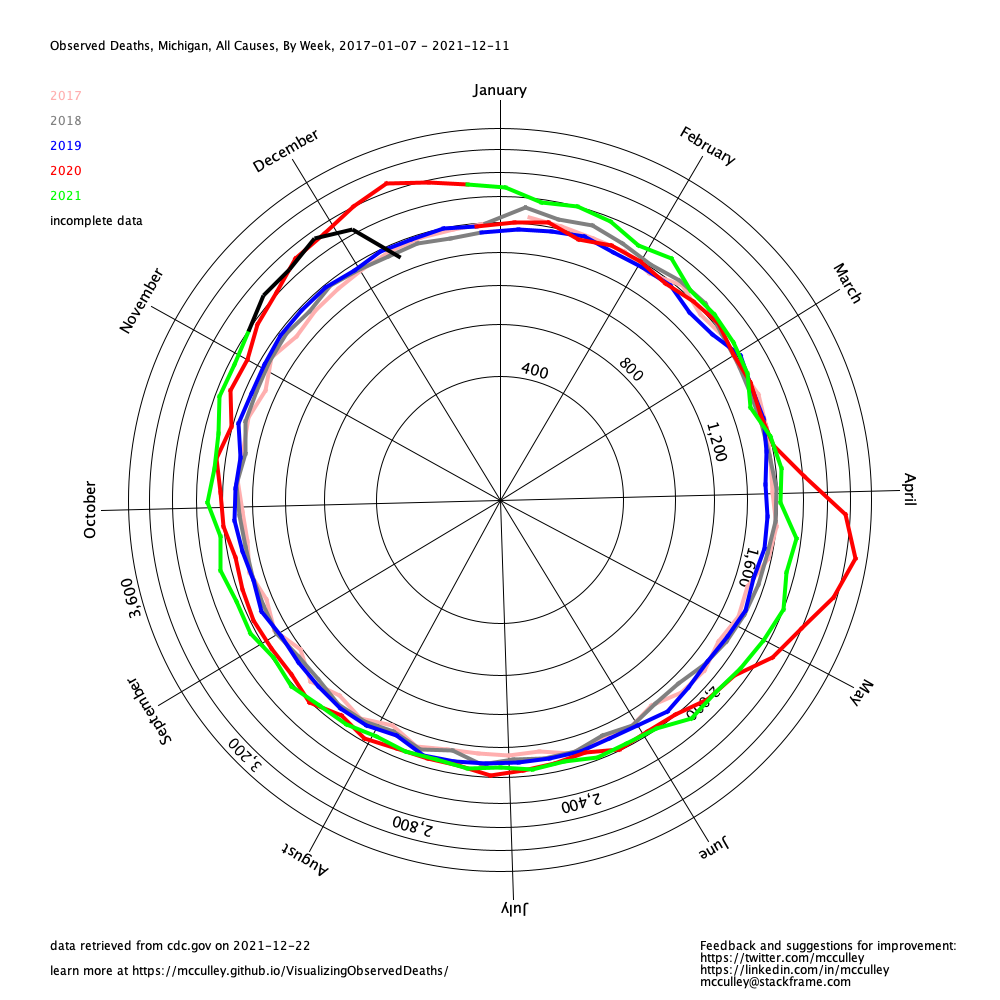 Observed Deaths, Michigan, All Causes, By Week, 2017-01-07 - 2021-12-11
2017
2018
2019
2020
2021
incomplete data
January
February
March
April
May
June
July
August
September
October
November
December
400
800
1,200
1,600
2,000
2,400
2,800
3,200
3,600
data retrieved from cdc.gov on 2021-12-22
learn more at https://mcculley.github.io/VisualizingObservedDeaths/
Feedback and suggestions for improvement:
https://twitter.com/mcculley
https://linkedin.com/in/mcculley
mcculley@stackframe.com